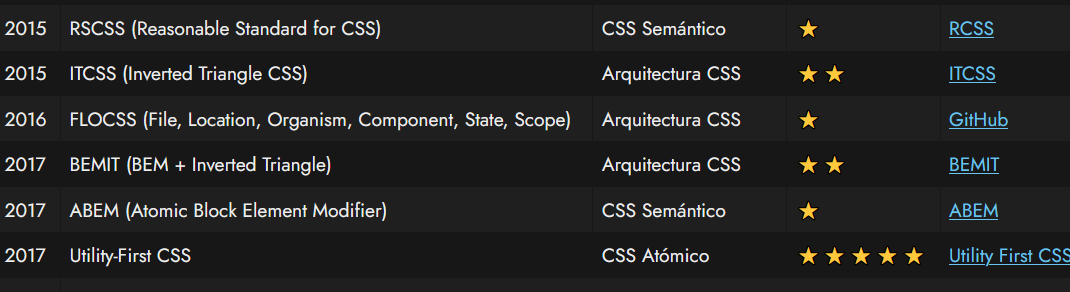 2015 RSCSS (Reasonable Standard for CSS) CSS Semántico ★ RCSS
2015 ITCSS (Inverted Triangle CSS) Arquitectura CSS ★ ★ ITCSS
2016 FLOCSS (File, Location, Organism, Component, State, Scope) Arquitectura CSS ★ GitHub
2017 BEMIT (BEM + Inverted Triangle) Arquitectura CSS ★ ★ BEMIT
2017 ABEM (Atomic Block Element Modifier) CSS Semántico ★ ABEM
2017 Utility-First CSS CSS Atómico ★ ★ ★ ★ ★ Utility First CSS